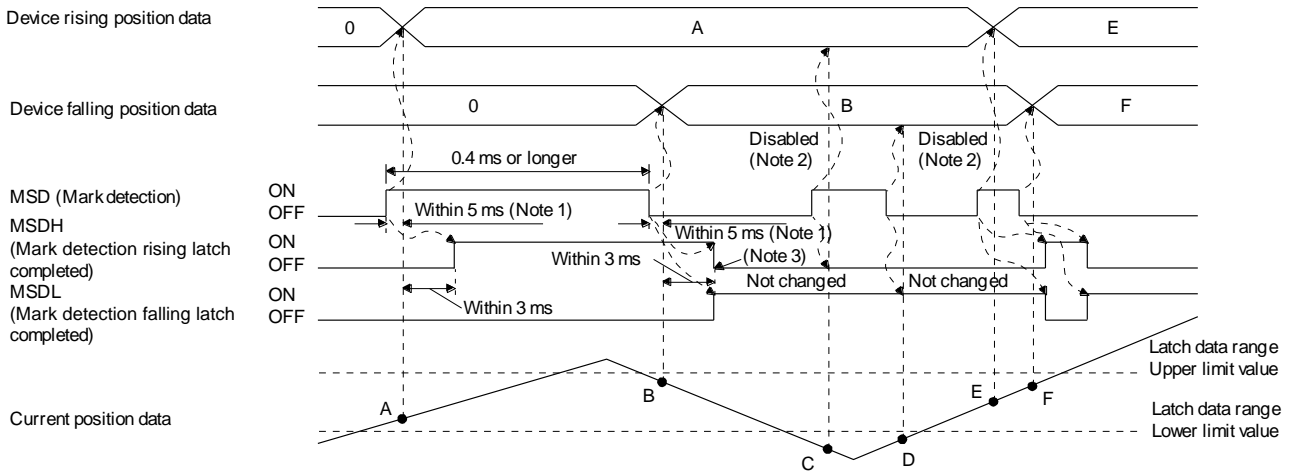 Device rising position data
0
A
E
Device falling position data
0
B
F
Disabled
(Note 2)
Disabled
(Note 2)
0.4 ms or longer
MSD (Mark detection)
ON
OFF
Within 5 ms (Note 1)
MSDH
(Mark detection rising latch
completed)
ON
OFF
Within 5 ms (Note 1)
(Note 3)
Within 3 ms
Not changed
Not changed
MSDL
(Mark detection falling latch
completed)
ON
OFF
Within 3 ms
Latch data range
Upper limit value
Current position data
A
B
C
D
E
F
Latch data range
Lower limit value